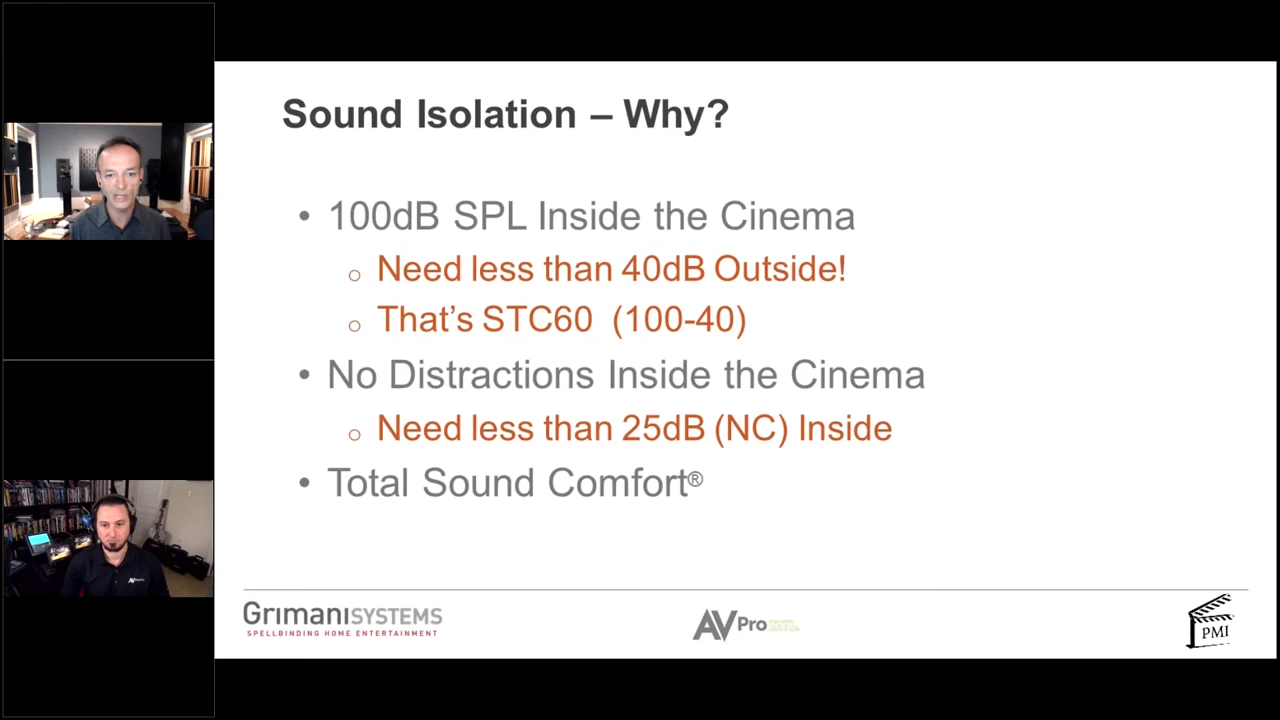 Sound Isolation – Why?
• 100dB SPL Inside the Cinema
o Need less than 40dB Outside!
o That's STC60 (100-40)
• No Distractions Inside the Cinema
o Need less than 25dB (NC) Inside
• Total Sound Comfort®
GrimaniSYSTEMS
SPELLBINDING HOME ENTERTAINMENT
AVPro
PMI